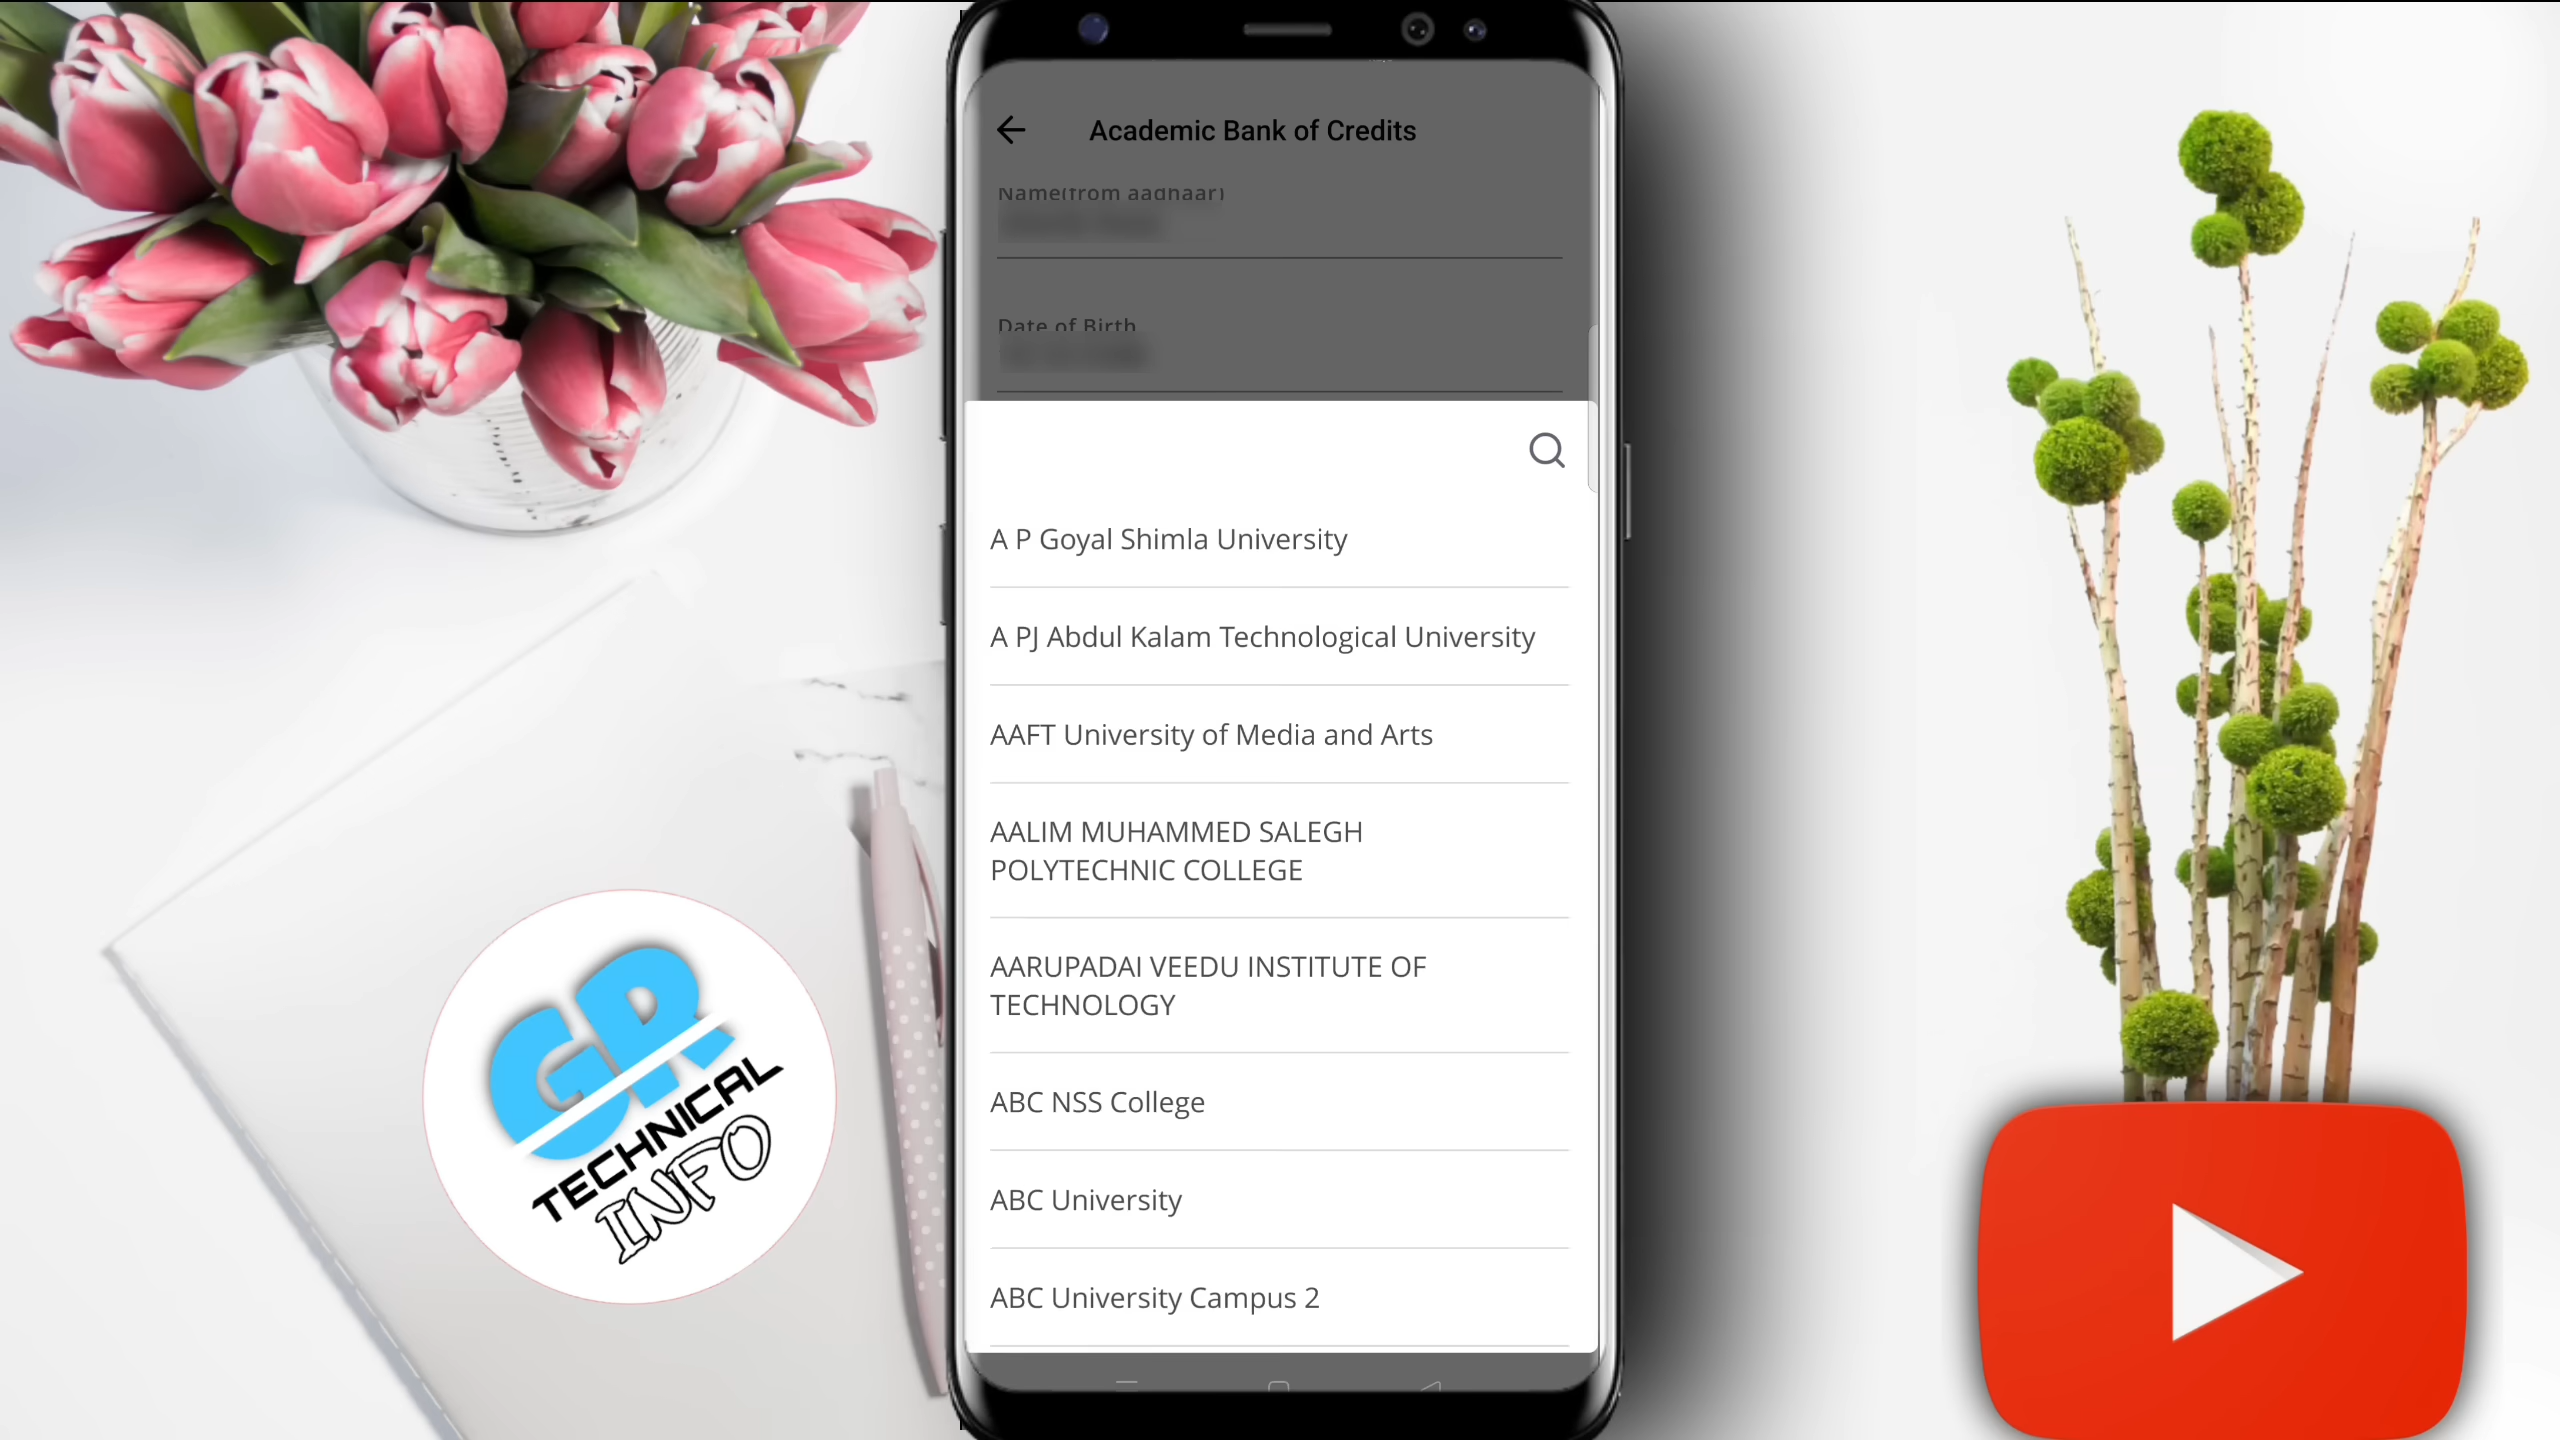 Academic Bank of Credits
Name(from aadhaar)
Date of Birth
A P Goyal Shimla University
A PJ Abdul Kalam Technological University
AAFT University of Media and Arts
AALIM MUHAMMED SALEGH
POLYTECHNIC COLLEGE
AARUPADAI VEEDU INSTITUTE OF
TECHNOLOGY
ABC NSS College
ABC University
ABC University Campus 2
GR
TECHNICAL
INFO